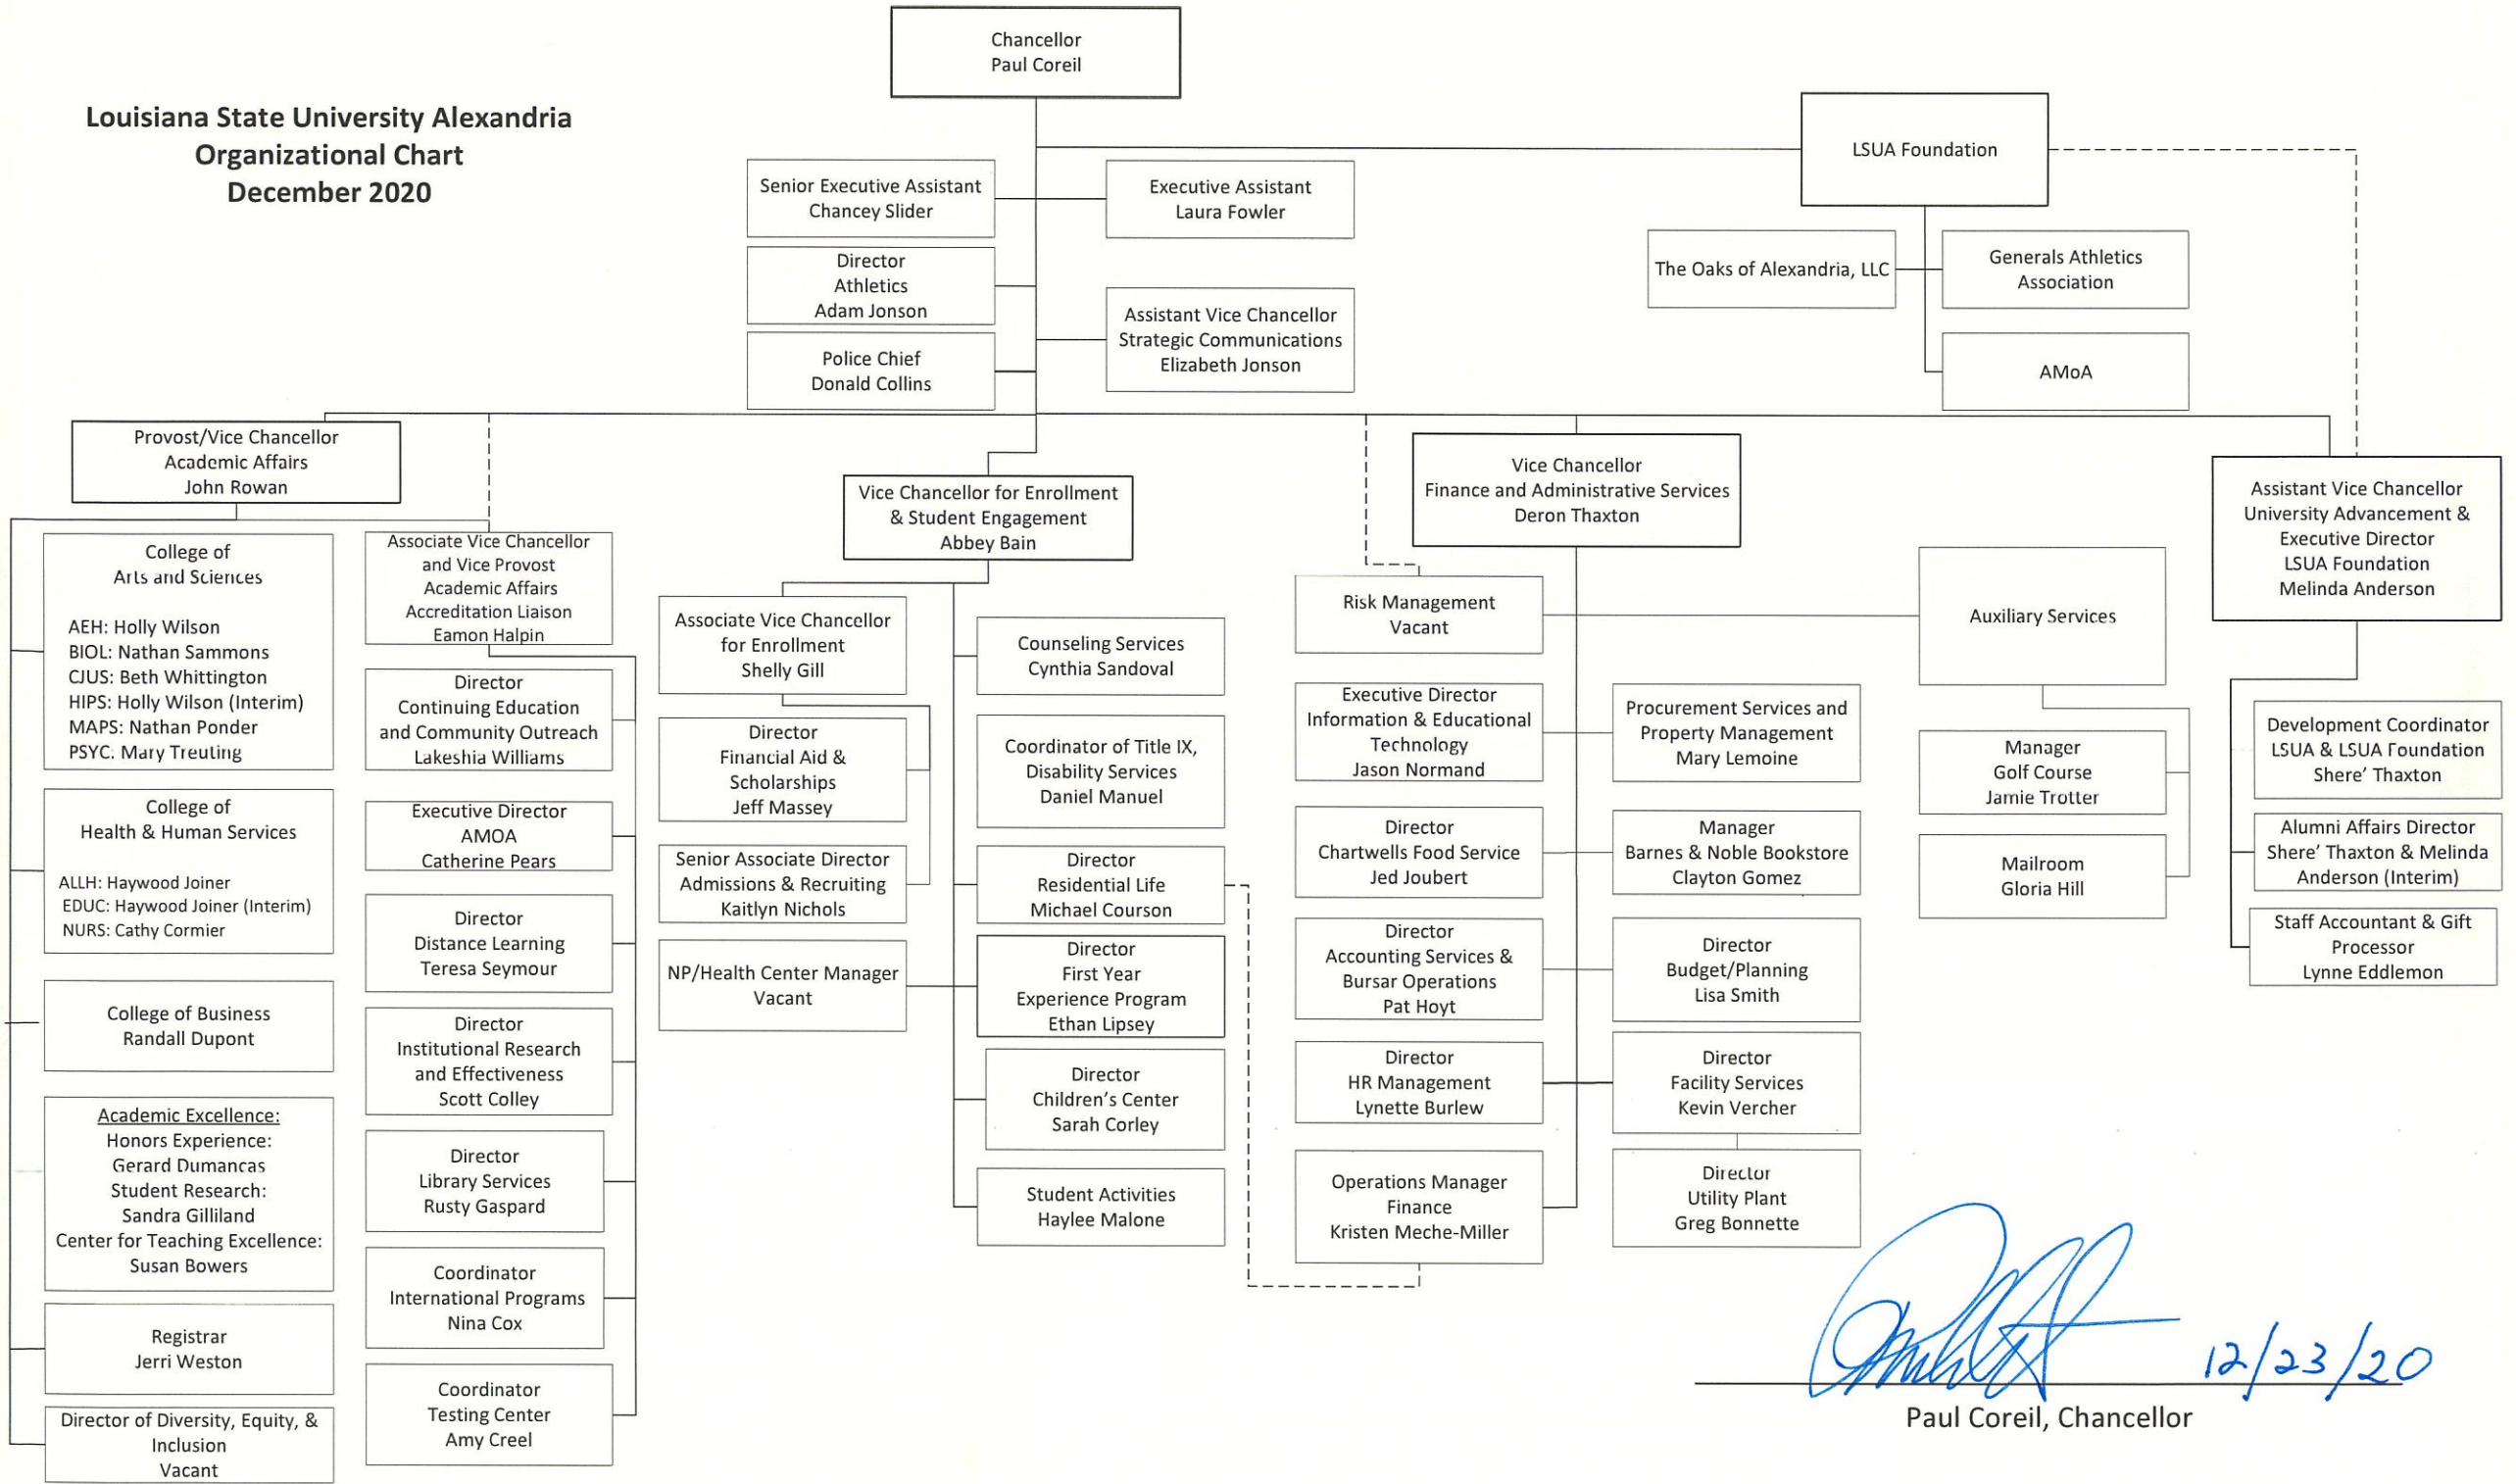 Chancellor
Paul Coreil
Louisiana State University Alexandria
Organizational Chart
December 2020
LSUA Foundation
Senior Executive Assistant
Chancey Slider
Executive Assistant
Laura Fowler
Director
Athletics
Adam Jonson
Assistant Vice Chancellor
Strategic Communications
Elizabeth Jonson
Police Chief
Donald Collins
The Oaks of Alexandria, LLC
Generals Athletics
Association
AMoA
Provost/Vice Chancellor
Academic Affairs
John Rowan
College of
Arts and Sciences
AEH: Holly Wilson
BIOL: Nathan Sammons
CJUS: Beth Whittington
HIPS: Holly Wilson (Interim)
MAPS: Nathan Ponder
PSYC: Mary Treuting
College of
Health & Human Services
ALLH: Haywood Joiner
EDUC: Haywood Joiner (Interim)
NURS: Cathy Cormier
College of Business
Randall Dupont
Academic Excellence:
Honors Experience:
Gerard Dumancas
Student Research:
Sandra Gilliland
Center for Teaching Excellence:
Susan Bowers
Registrar
Jerri Weston
Director of Diversity, Equity, &
Inclusion
Vacant
Associate Vice Chancellor
and Vice Provost
Academic Affairs
Accreditation Liaison
Eamon Halpin
Director
Continuing Education
and Community Outreach
Lakeshia Williams
Executive Director
AMOA
Catherine Pears
Director
Distance Learning
Teresa Seymour
Director
Institutional Research
and Effectiveness
Scott Colley
Director
Library Services
Rusty Gaspard
Coordinator
International Programs
Nina Cox
Coordinator
Testing Center
Amy Creel
Vice Chancellor for Enrollment
& Student Engagement
Abbey Bain
Associate Vice Chancellor
for Enrollment
Shelly Gill
Director
Financial Aid &
Scholarships
Jeff Massey
Senior Associate Director
Admissions & Recruiting
Kaitlyn Nichols
NP/Health Center Manager
Vacant
Counseling Services
Cynthia Sandoval
Coordinator of Title IX,
Disability Services
Daniel Manuel
Director
Residential Life
Michael Courson
Director
First Year
Experience Program
Ethan Lipsey
Director
Children's Center
Sarah Corley
Student Activities
Haylee Malone
Vice Chancellor
Finance and Administrative Services
Deron Thaxton
Risk Management
Vacant
Executive Director
Information & Educational
Technology
Jason Normand
Director
Chartwells Food Service
Jed Joubert
Director
Accounting Services &
Bursar Operations
Pat Hoyt
Director
HR Management
Lynette Burlew
Operations Manager
Finance
Kristen Meche-Miller
Procurement Services and
Property Management
Mary Lemoine
Manager
Barnes & Noble Bookstore
Clayton Gomez
Director
Budget/Planning
Lisa Smith
Director
Facility Services
Kevin Vercher
Director
Utility Plant
Greg Bonnette
Auxiliary Services
Manager
Golf Course
Jamie Trotter
Mailroom
Gloria Hill
Assistant Vice Chancellor
University Advancement &
Executive Director
LSUA Foundation
Melinda Anderson
Development Coordinator
LSUA & LSUA Foundation
Shere' Thaxton
Alumni Affairs Director
Shere' Thaxton & Melinda
Anderson (Interim)
Staff Accountant & Gift
Processor
Lynne Eddlemon
12/23/20
Paul Coreil, Chancellor